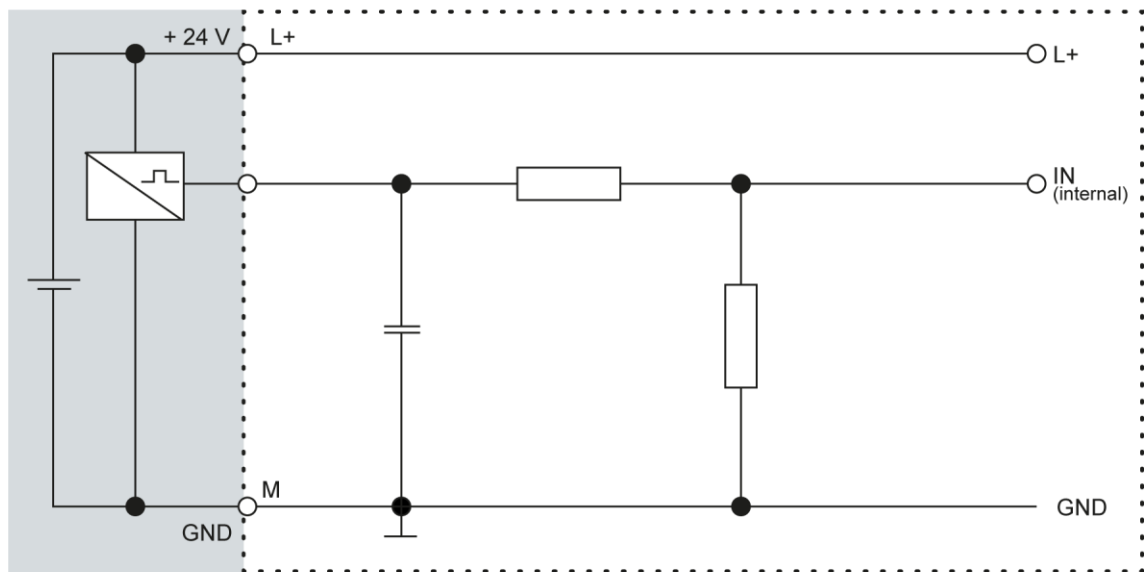 + 24 V
L+
L+
IN
(internal)
M
GND
GND